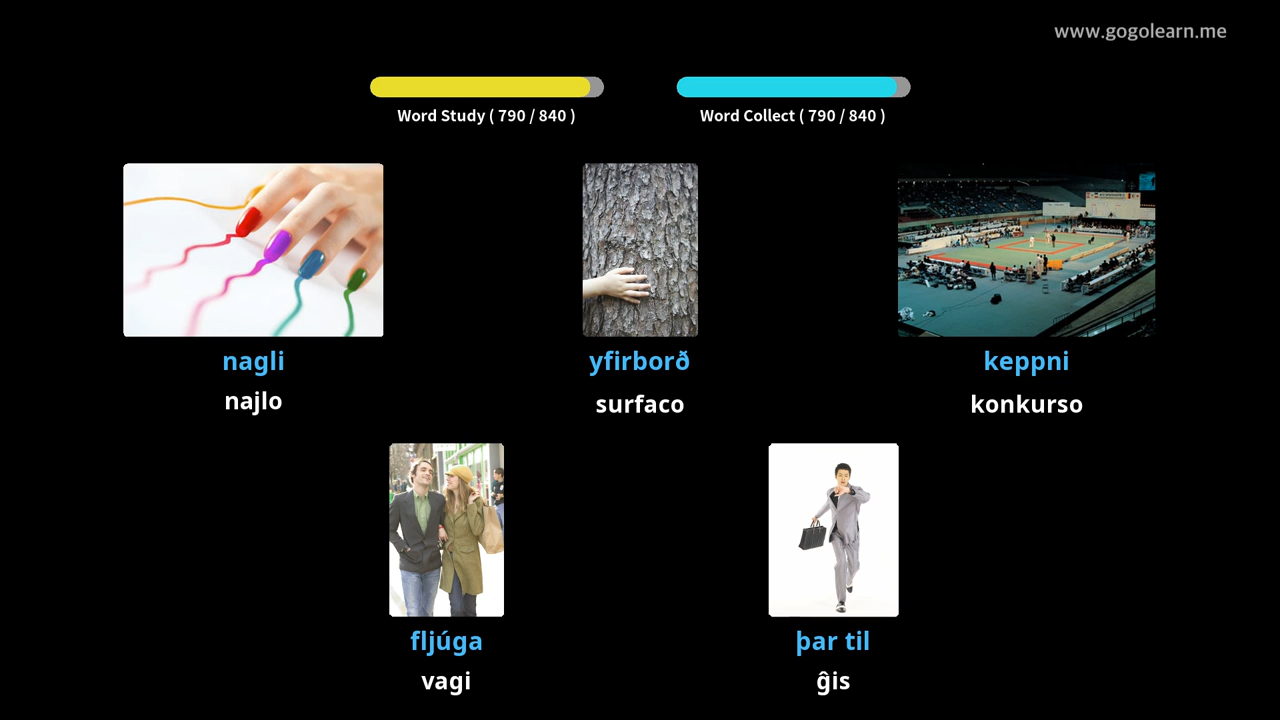 www.gogolearn.me
Word Study ( 790 / 840 )
Word Collect ( 790 / 840 )
nagli
najlo
yfirborð
surfaco
keppni
konkurso
fljúga
vagi
þar til
ĝis